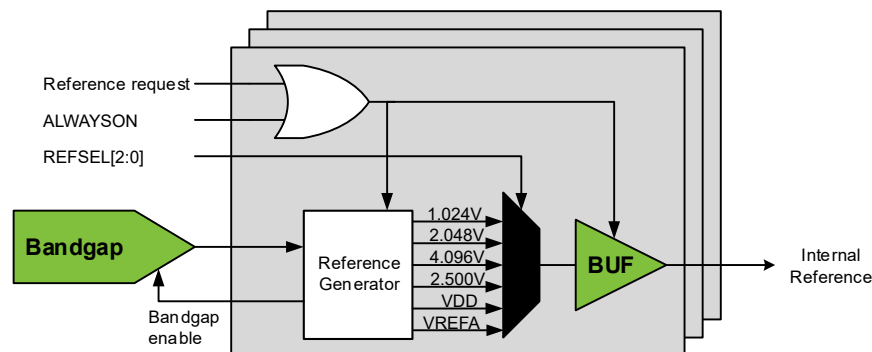 Reference request
ALWAYSON
REFSEL[2:0]
Bandgap
Bandgap
enable
Reference
Generator
1.024V
2.048V
4.096V
2.500V
VDD
VREFA
BUF
Internal
Reference